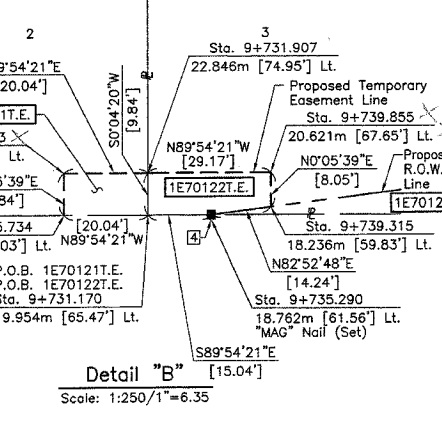 2
3
9°54'21"E
[20.04']
1T.E.
3
Lt.
5'39"E
84']
5.734
03'] Lt.
[20.04']
N89°54'21"W
S0°04'20"W
[9.84']
Sta. 9+731.907
22.846m [74.95'] Lt.
Proposed Temporary
Easement Line
Sta. 9+739.855
20.621m [67.65'] Lt.
N89°54'21"W
[29.17']
1E70122T.E.
N0°05'39"E
[8.05']
Propos
R.O.W.
Line
1E7012
Sta. 9+739.315
18.236m [59.83'] Lt.
4
N82°52'48"E
[14.24']
P.O.B. 1E70121T.E.
P.O.B. 1E70122T.E.
Sta. 9+731.170
9.954m [65.47'] Lt.
Sta. 9+735.290
18.762m [61.56'] Lt.
"MAG" Nail (Set)
S89°54'21"E
[15.04']
Detail "B"
Scale: 1:250/1"=6.35